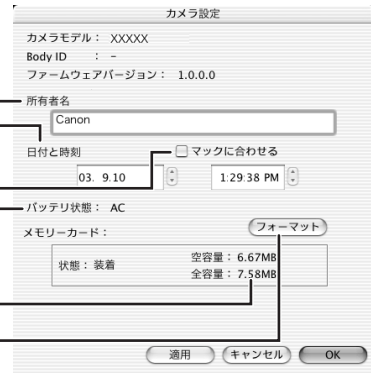 カメラ設定
カメラモデル： XXXXX
Body ID ： -
ファームウェアバージョン： 1.0.0.0
所有者名
Canon
日付と時刻
マックに合わせる
03. 9.10
1:29:38 PM
バッテリ状態： AC
メモリーカード：
フォーマット
状態：装着
空容量：6.67MB
全容量：7.58MB
適用
キャンセル
OK